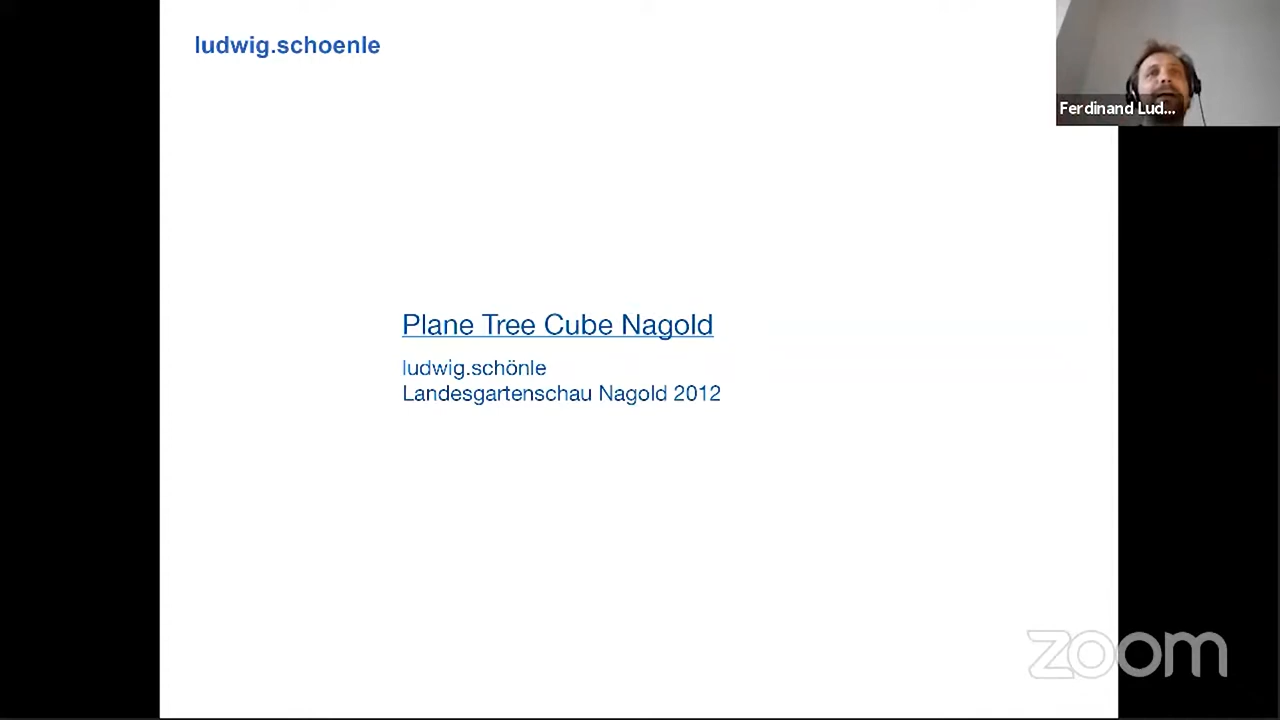 ludwig.schoenle
Ferdinand Lud...
Plane Tree Cube Nagold
ludwig.schönle
Landesgartenschau Nagold 2012
zoom